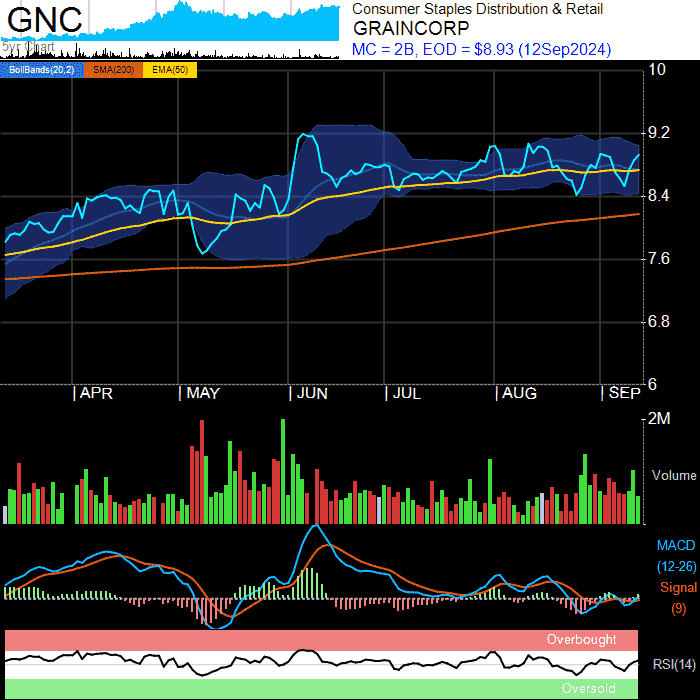 GNC
5yr Chart
Consumer Staples Distribution & Retail
GRAINCORP
MC = 2B, EOD = $8.93 (12Sep2024)
BollBands(20,2) SMA(200) EMA(50)
10
9.2
8.4
7.6
6.8
6
APR MAY JUN JUL AUG SEP
2M
Volume
MACD
(12-26)
Signal
(9)
Overbought
RSI(14)
Oversold